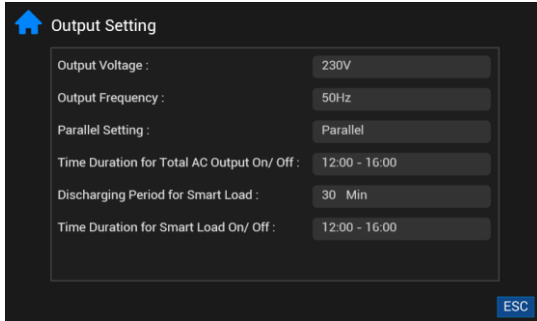 Output Setting
Output Voltage : 230V
Output Frequency : 50Hz
Parallel Setting : Parallel
Time Duration for Total AC Output On/ Off : 12:00 - 16:00
Discharging Period for Smart Load : 30 Min
Time Duration for Smart Load On/ Off : 12:00 - 16:00
ESC